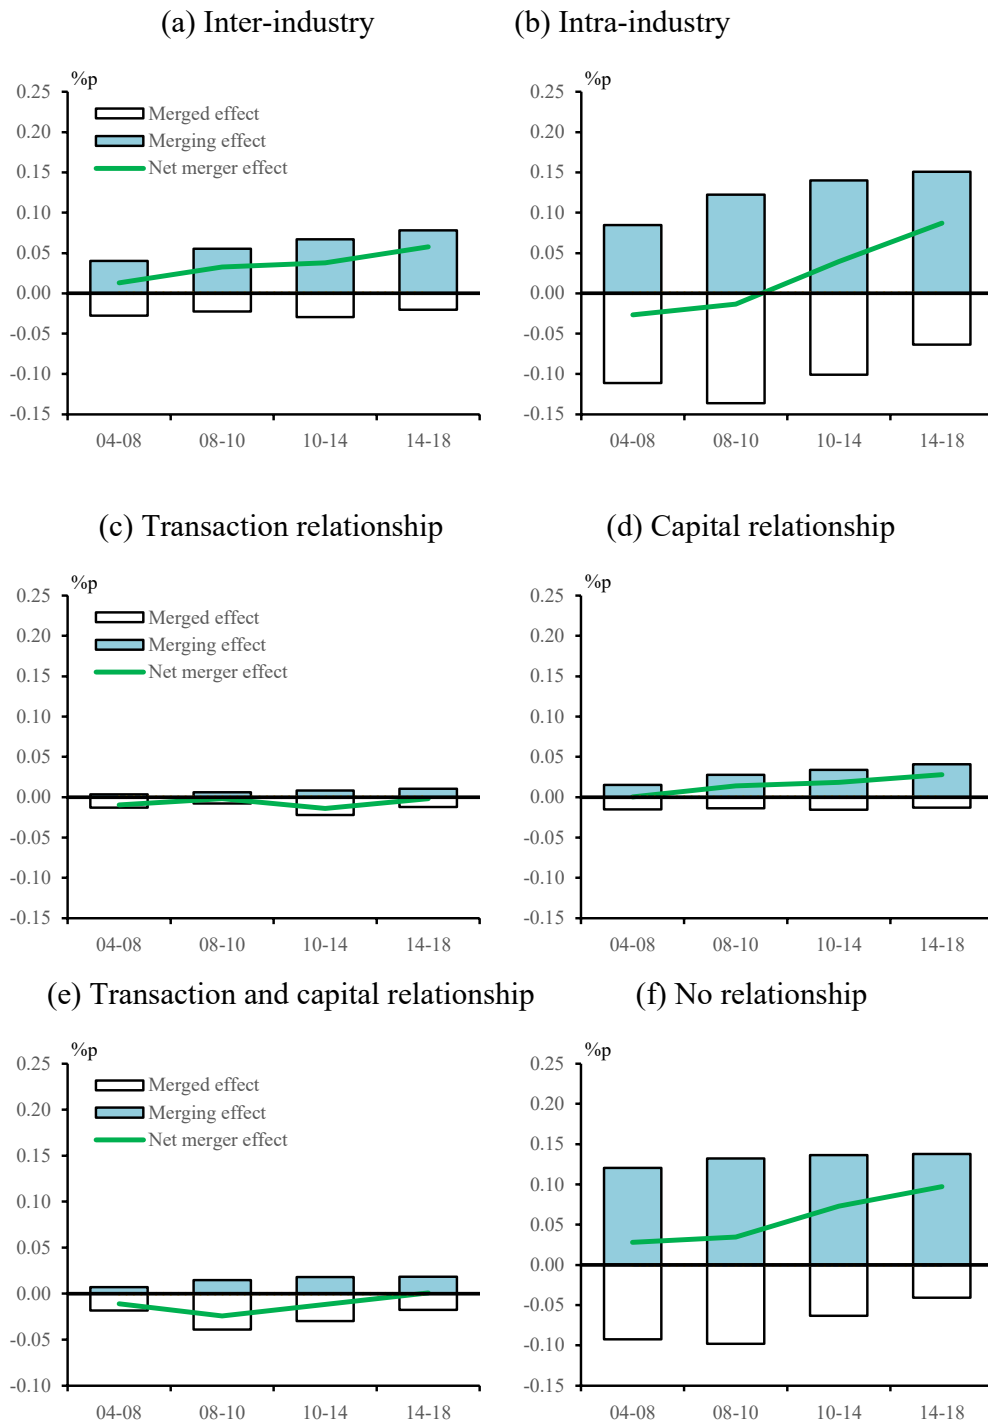 (a) Inter-industry
(b) Intra-industry
%p
0.25
0.20
0.15
0.10
0.05
0.00
-0.05
-0.10
-0.15
Merged effect
Merging effect
Net merger effect
04-08 08-10 10-14 14-18
%p
0.25
0.20
0.15
0.10
0.05
0.00
-0.05
-0.10
-0.15
04-08 08-10 10-14 14-18
(c) Transaction relationship
(d) Capital relationship
%p
0.25
0.20
0.15
0.10
0.05
0.00
-0.05
-0.10
-0.15
Merged effect
Merging effect
Net merger effect
04-08 08-10 10-14 14-18
%p
0.25
0.20
0.15
0.10
0.05
0.00
-0.05
-0.10
-0.15
04-08 08-10 10-14 14-18
(e) Transaction and capital relationship
(f) No relationship
%p
0.25
0.20
0.15
0.10
0.05
0.00
-0.05
-0.10
Merged effect
Merging effect
Net merger effect
04-08 08-10 10-14 14-18
%p
0.25
0.20
0.15
0.10
0.05
0.00
-0.05
-0.10
-0.15
04-08 08-10 10-14 14-18